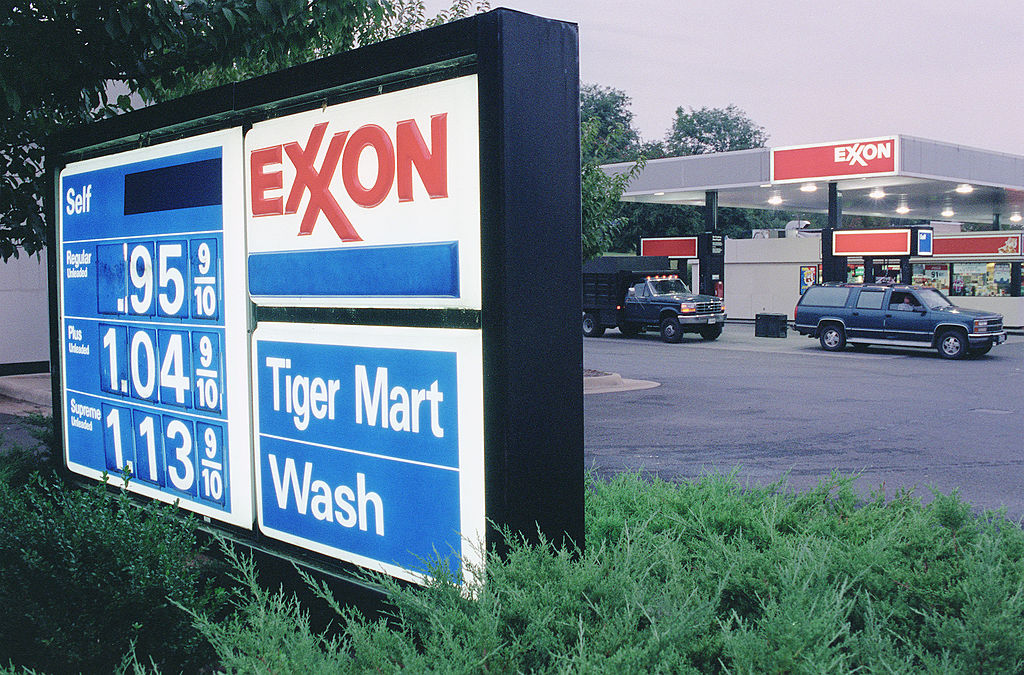 Self
Regular
Unleaded
.95 9/10
Plus
Unleaded
1.04 9/10
Supreme
Unleaded
1.13 9/10
EXXON
Tiger Mart
Wash
EXXON